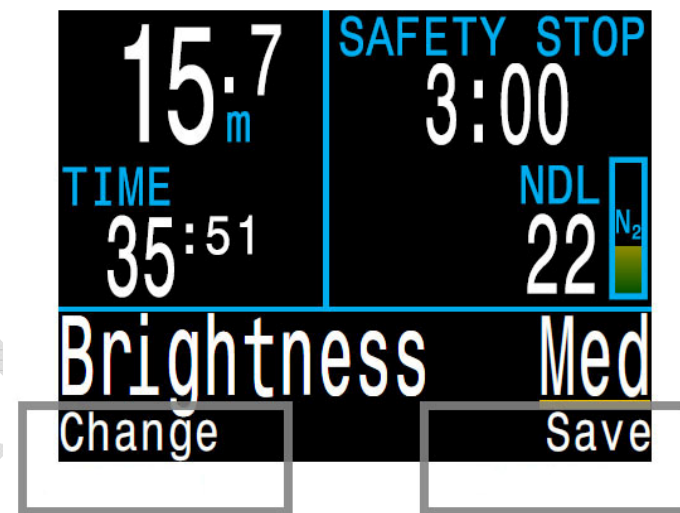 15.7
m
TIME
35:51
SAFETY STOP
3:00
NDL
22
N₂
Brightness Med
Change Save